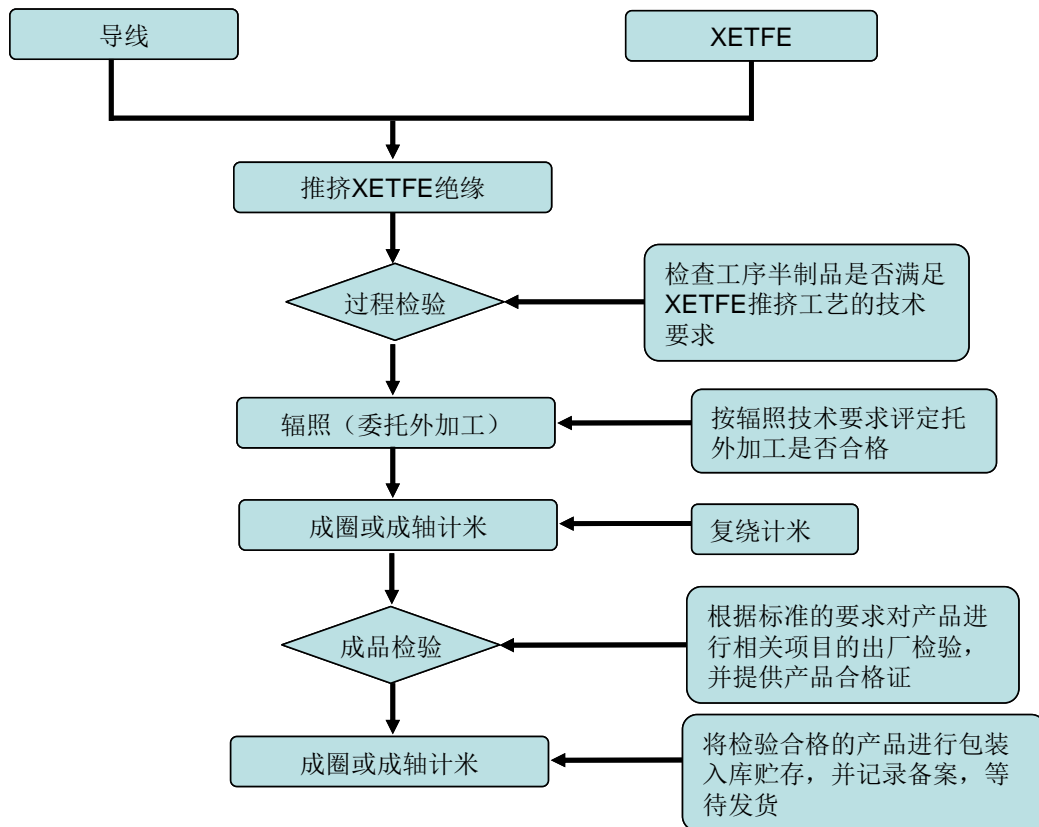 导线
XETFE
推挤XETFE绝缘
过程检验
检查工序半制品是否满足
XETFE推挤工艺的技术
要求
辐照（委托外加工）
按辐照技术要求评定托
外加工是否合格
成圈或成轴计米
复绕计米
成品检验
根据标准的要求对产品进
行相关项目的出厂检验，
并提供产品合格证
成圈或成轴计米
将检验合格的产品进行包装
入库贮存，并记录备案，等
待发货